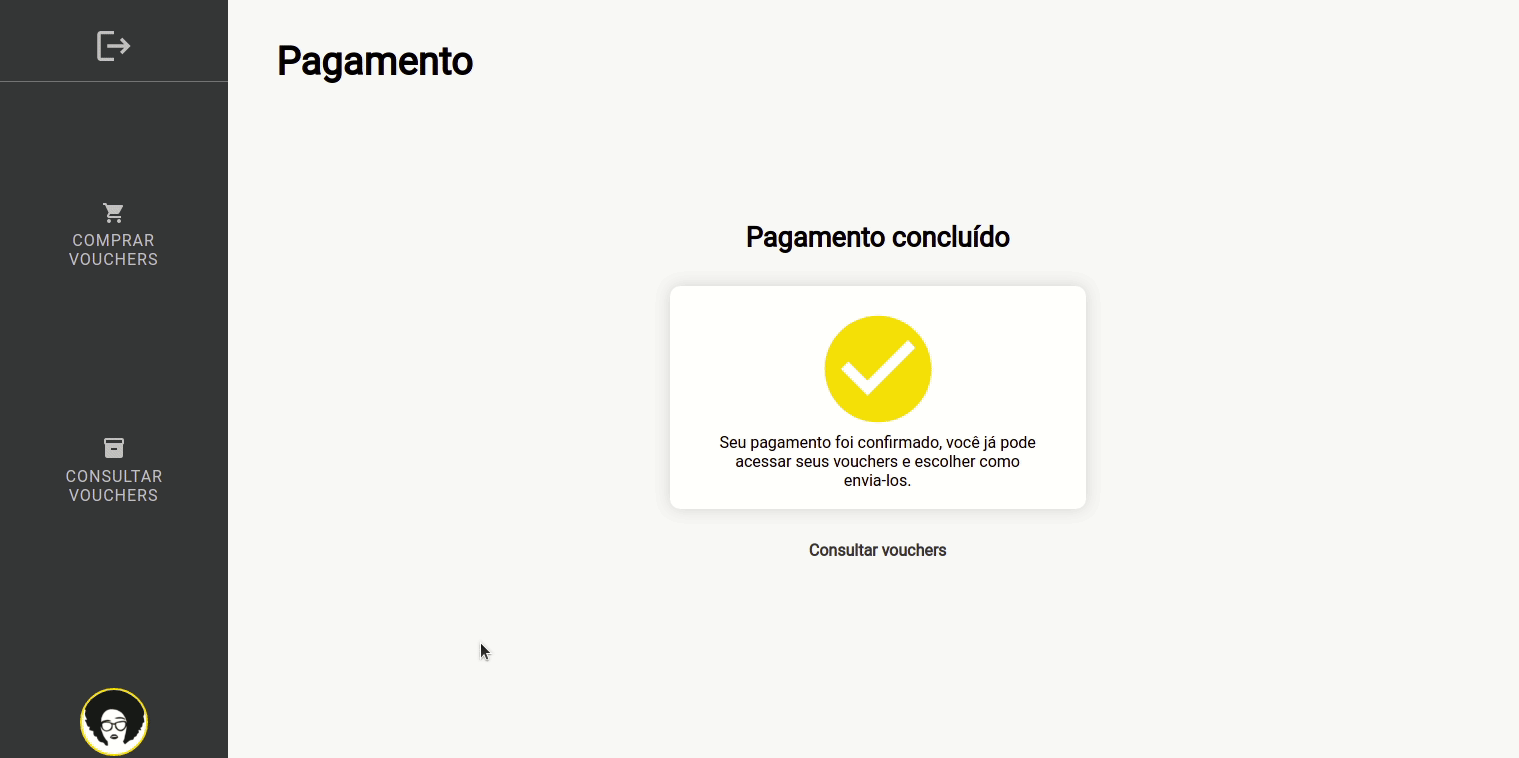 Pagamento
COMPRAR
VOUCHERS
CONSULTAR
VOUCHERS
Pagamento concluído
Seu pagamento foi confirmado, você já pode
acessar seus vouchers e escolher como
envia-los.
Consultar vouchers